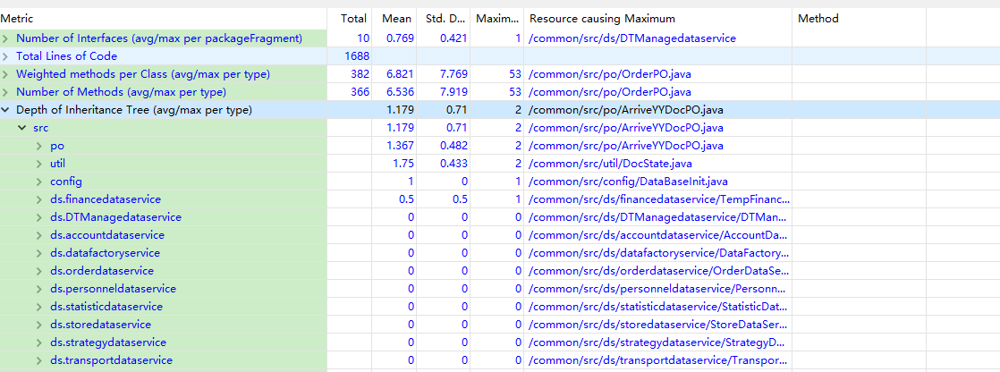 Metric Total Mean Std. D... Maxim... Resource causing Maximum Method
Number of Interfaces (avg/max per packageFragment) 10 0.769 0.421 1 /common/src/ds/DTManagedataservice
Total Lines of Code 1688
Weighted methods per Class (avg/max per type) 382 6.821 7.769 53 /common/src/po/OrderPO.java
Number of Methods (avg/max per type) 366 6.536 7.919 53 /common/src/po/OrderPO.java
Depth of Inheritance Tree (avg/max per type) 1.179 0.71 2 /common/src/po/ArriveYYDocPO.java
src 1.179 0.71 2 /common/src/po/ArriveYYDocPO.java
po 1.367 0.482 2 /common/src/po/ArriveYYDocPO.java
util 1.75 0.433 2 /common/src/util/DocState.java
config 1 0 1 /common/src/config/DataBaseInit.java
ds.financedataservice 0.5 0.5 1 /common/src/ds/financedataservice/TempFinanc...
ds.DTManagedataservice 0 0 0 /common/src/ds/DTManagedataservice/DTMan...
ds.accountdataservice 0 0 0 /common/src/ds/accountdataservice/AccountDa...
ds.datafactoryservice 0 0 0 /common/src/ds/datafactoryservice/DataFactory...
ds.orderdataservice 0 0 0 /common/src/ds/orderdataservice/OrderDataSe...
ds.personneldataservice 0 0 0 /common/src/ds/personneldataservice/Personn...
ds.statisticdataservice 0 0 0 /common/src/ds/statisticdataservice/StatisticDat...
ds.storedataservice 0 0 0 /common/src/ds/storedataservice/StoreDataSer...
ds.strategydataservice 0 0 0 /common/src/ds/strategydataservice/StrategyD...
ds.transportdataservice 0 0 0 /common/src/ds/transportdataservice/Transpor...